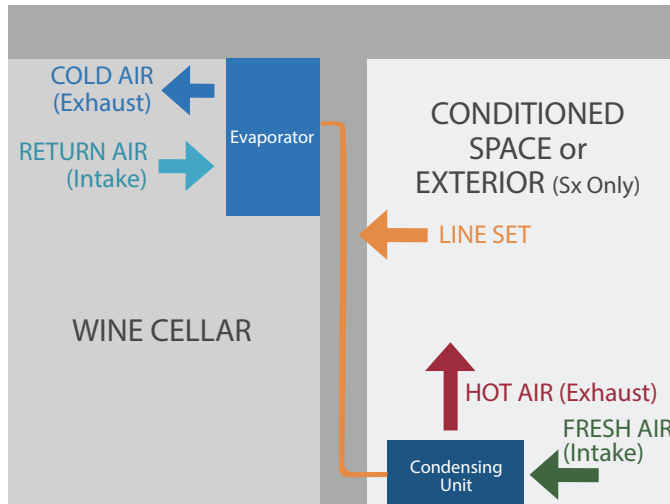 COLD AIR
(Exhaust)
Evaporator
RETURN AIR
(Intake)
CONDITIONED
SPACE or
EXTERIOR (Sx Only)
LINE SET
WINE CELLAR
HOT AIR (Exhaust)
FRESH AIR
(Intake)
Condensing
Unit